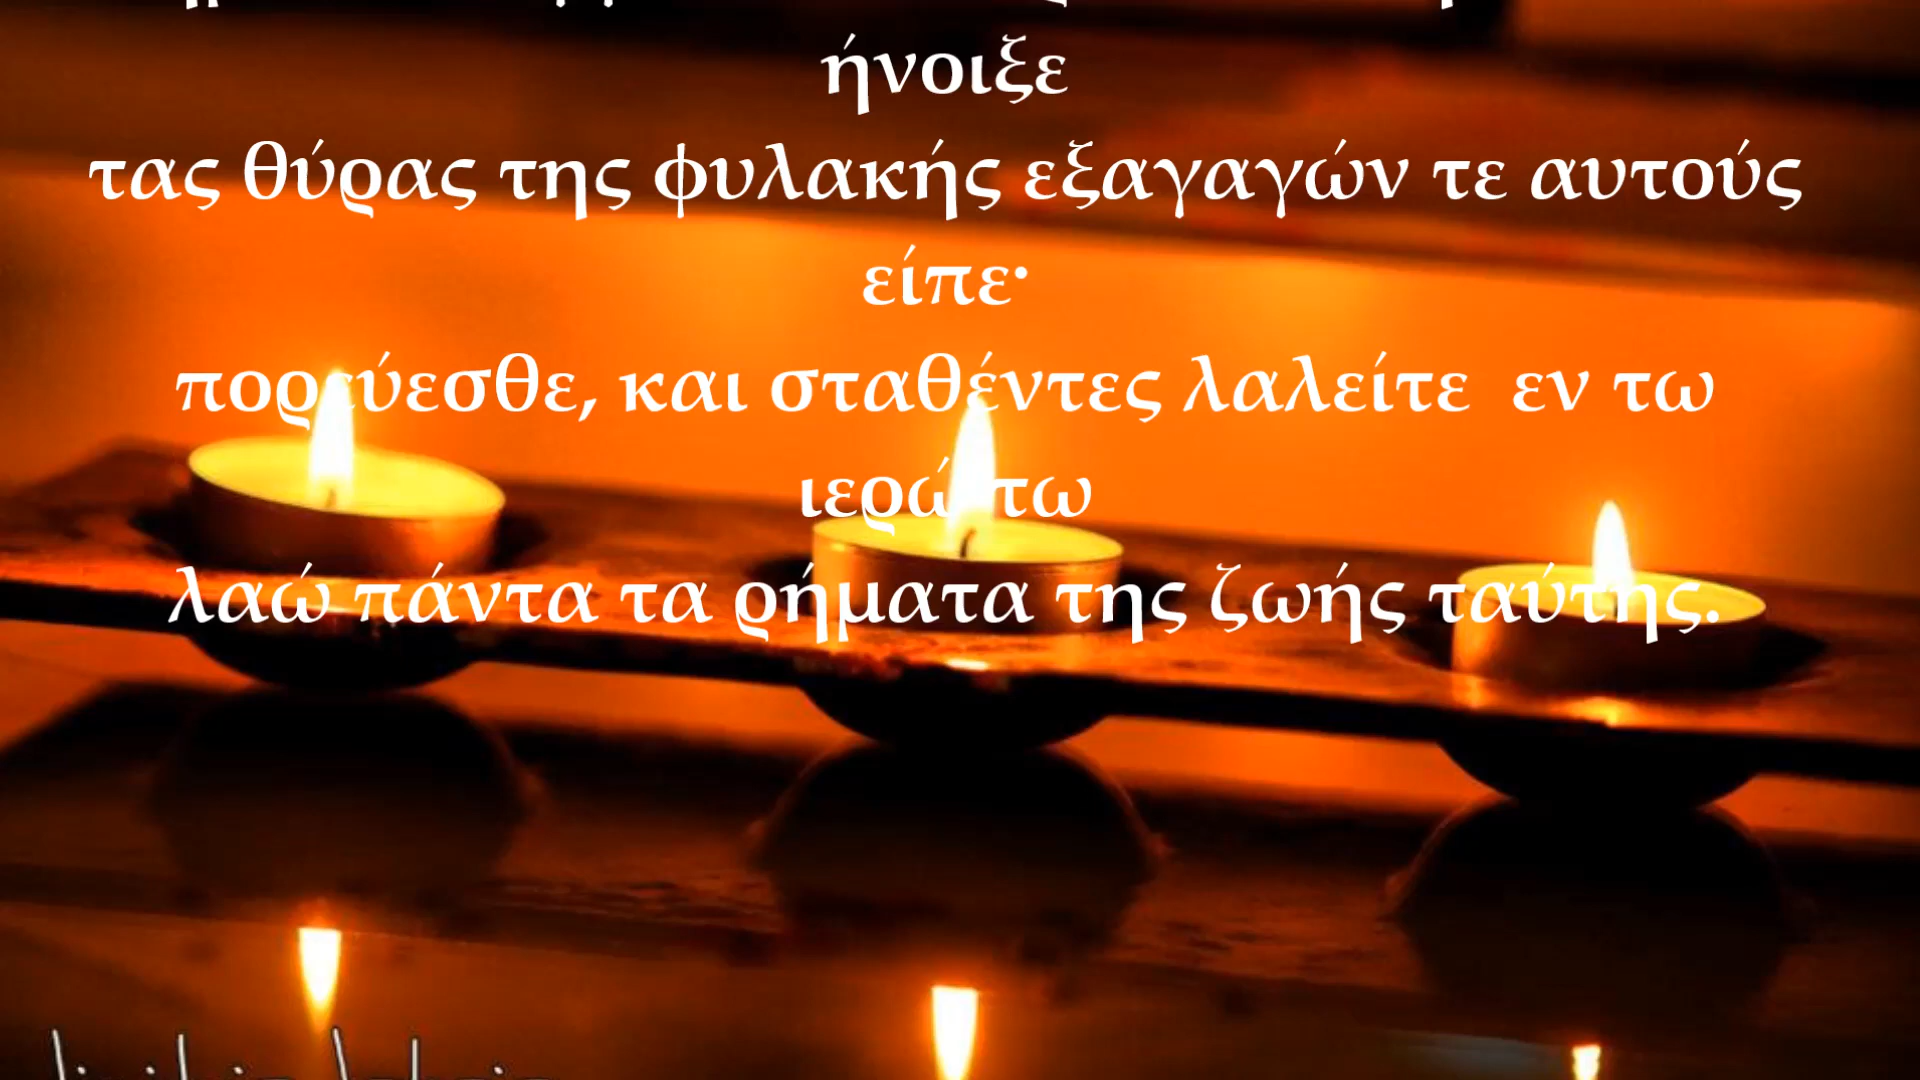 ήνοιξε
τας θύρας της φυλακής εξαγαγών τε αυτούς
είπε·
πορεύεσθε, και σταθέντες λαλείτε εν τω
ιερώ τω
λαώ πάντα τα ρήματα της ζωής ταύτης.